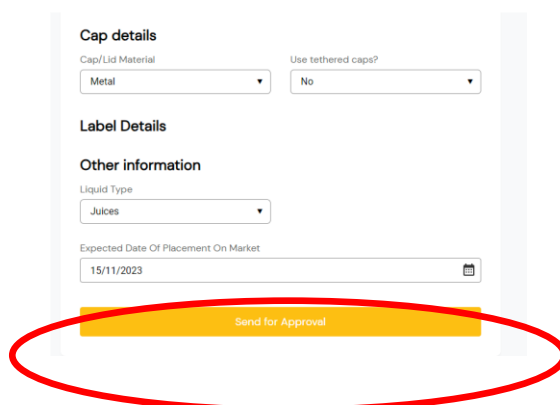 Cap details
Cap/Lid Material Use tethered caps?
Metal No
Label Details
Other information
Liquid Type
Juices
Expected Date Of Placement On Market
15/11/2023
Send for Approval